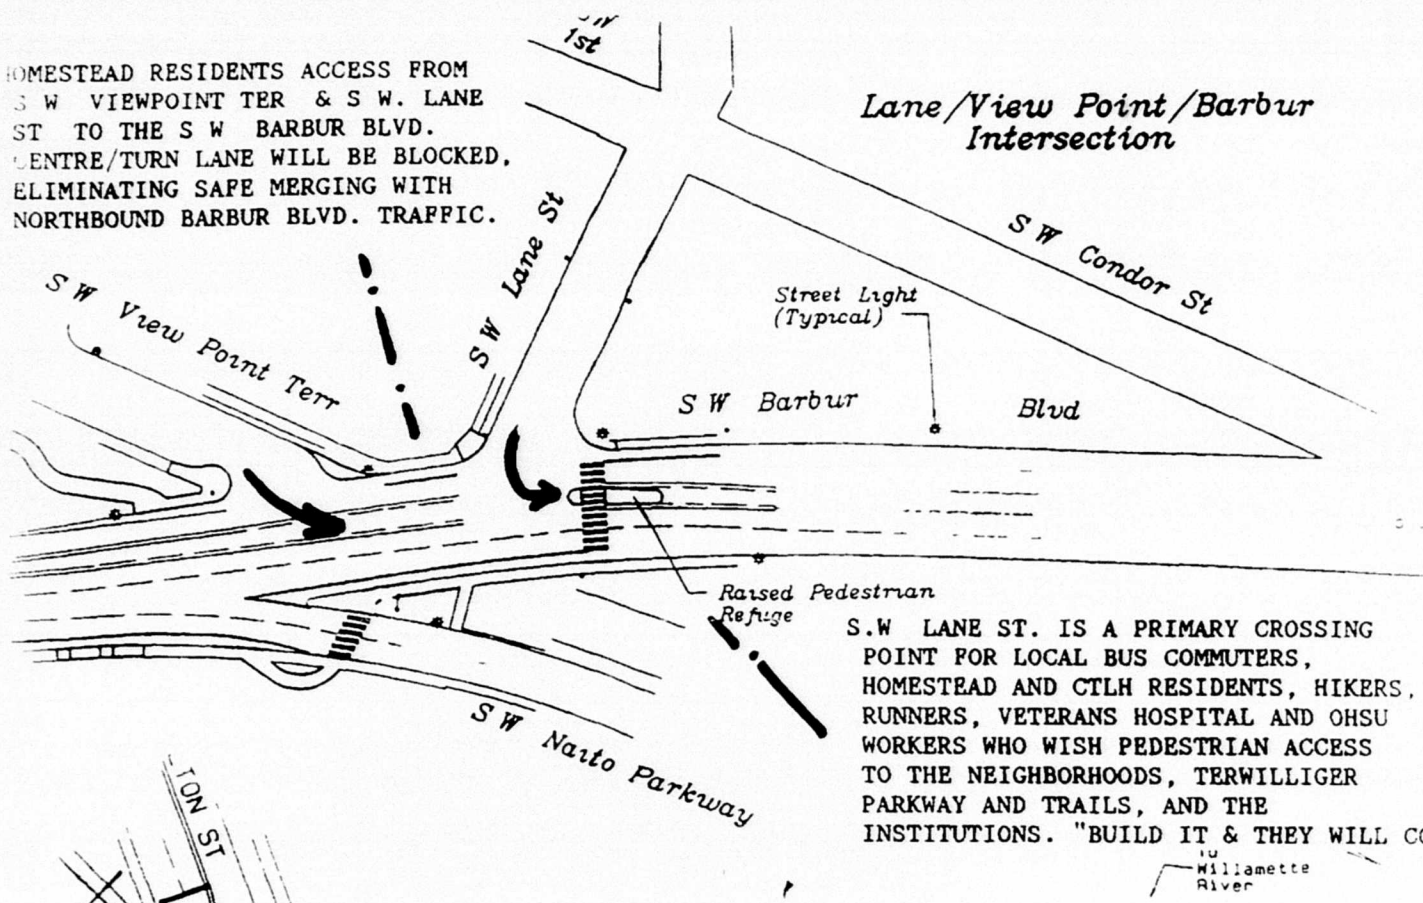 S W
1st
HOMESTEAD RESIDENTS ACCESS FROM
S W VIEWPOINT TER & S W. LANE
ST TO THE S W BARBUR BLVD.
CENTRE/TURN LANE WILL BE BLOCKED,
ELIMINATING SAFE MERGING WITH
NORTHBOUND BARBUR BLVD. TRAFFIC.
Lane/View Point/Barbur
Intersection
S W Lane St
S W Condor St
S W View Point Terr
Street Light
(Typical)
S W Barbur Blvd
Raised Pedestrian
Refuge
S.W LANE ST. IS A PRIMARY CROSSING
POINT FOR LOCAL BUS COMMUTERS,
HOMESTEAD AND CTLH RESIDENTS, HIKERS,
RUNNERS, VETERANS HOSPITAL AND OHSU
WORKERS WHO WISH PEDESTRIAN ACCESS
TO THE NEIGHBORHOODS, TERWILLIGER
PARKWAY AND TRAILS, AND THE
INSTITUTIONS. "BUILD IT & THEY WILL CO
S W Naito Parkway
TON ST
To
Willamette
River